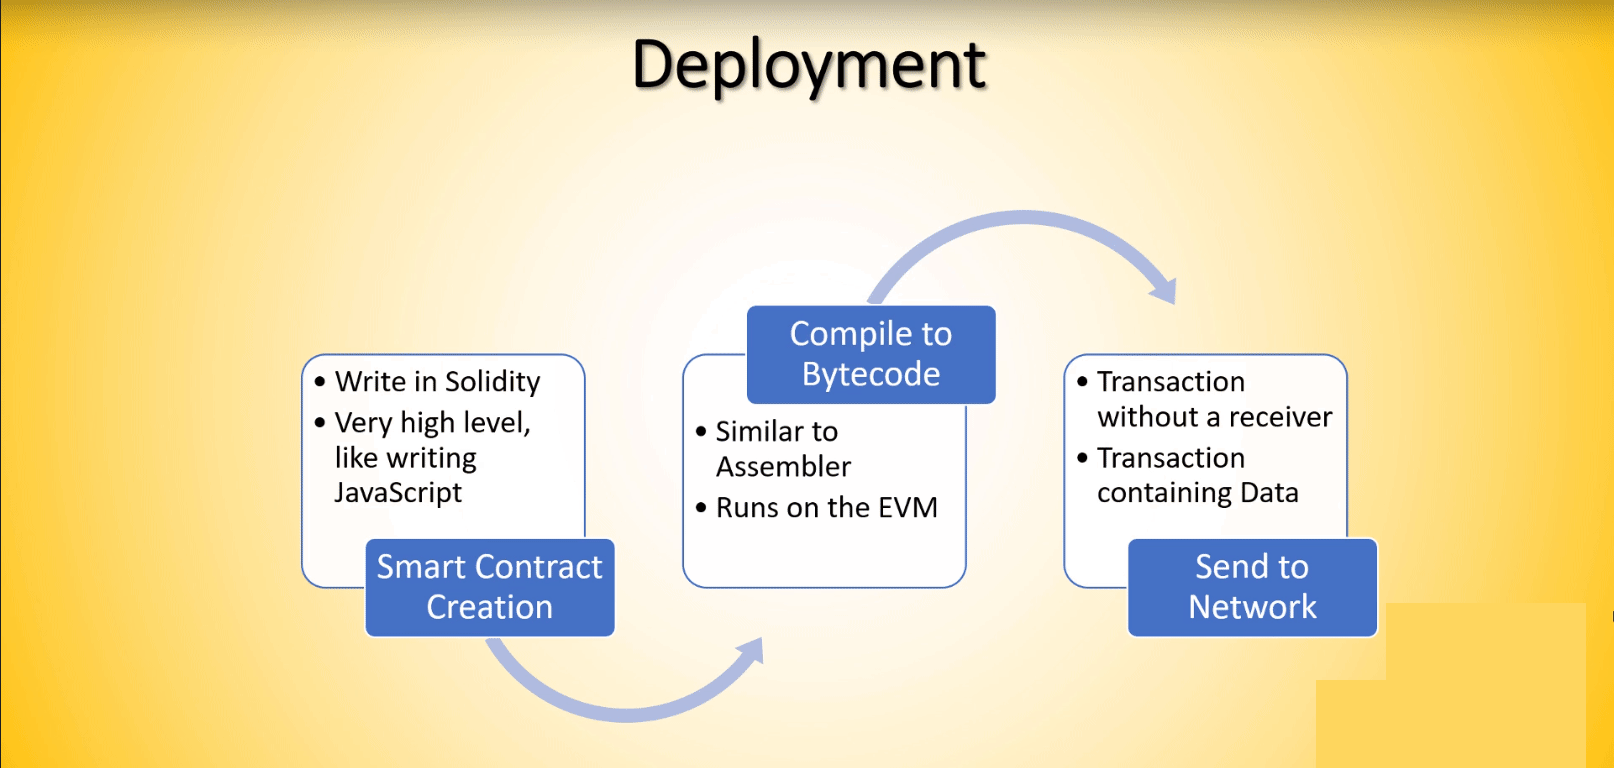 Deployment
• Write in Solidity
• Very high level,
like writing
JavaScript
Smart Contract
Creation
Compile to
Bytecode
• Similar to
Assembler
• Runs on the EVM
• Transaction
without a receiver
• Transaction
containing Data
Send to
Network